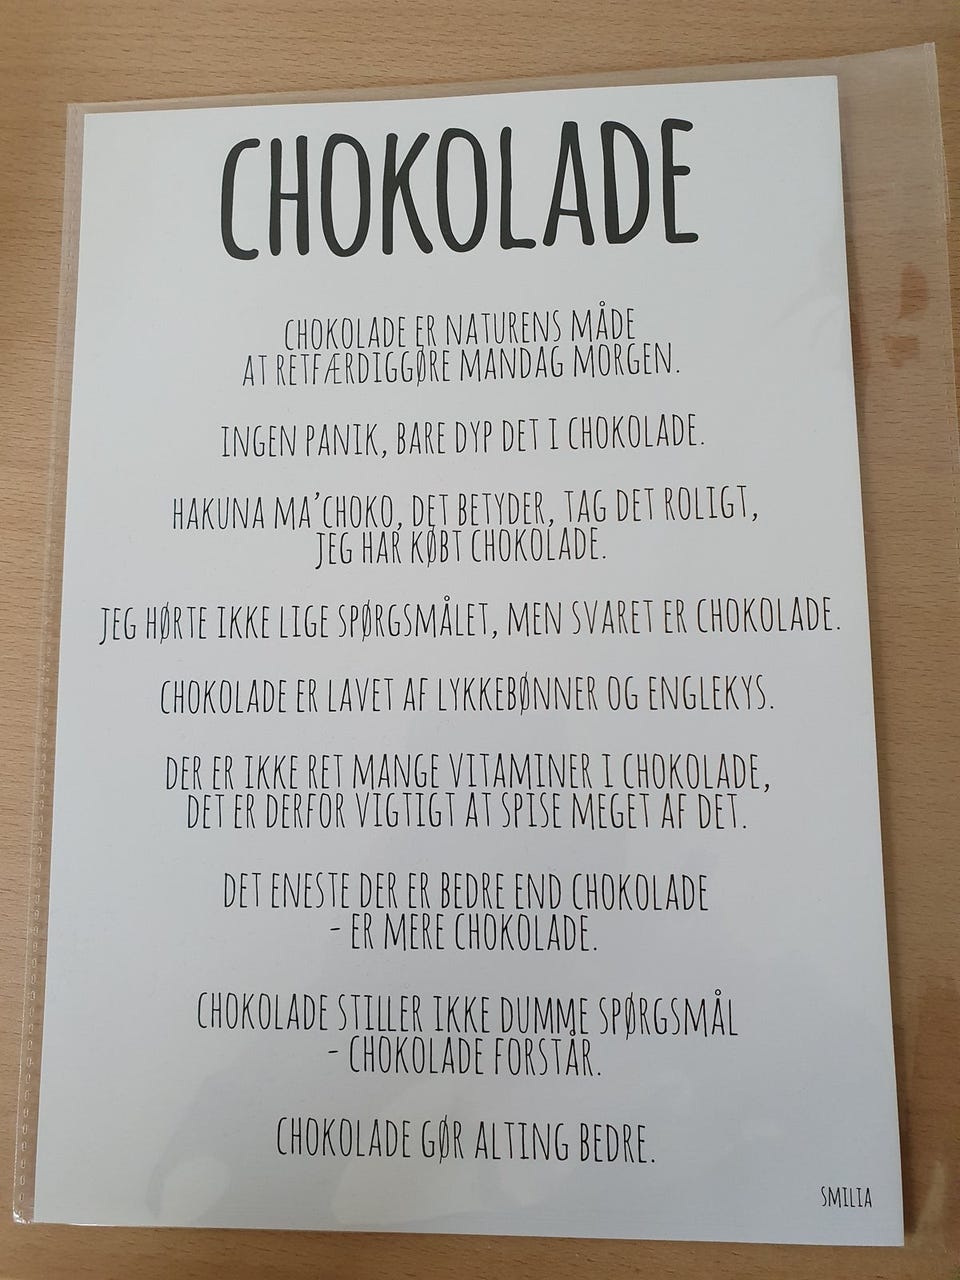 CHOKOLADE
CHOKOLADE ER NATURENS MÅDE
AT RETFÆRDIGGØRE MANDAG MORGEN.
INGEN PANIK, BARE DYP DET I CHOKOLADE.
HAKUNA MA'CHOKO, DET BETYDER, TAG DET ROLIGT,
JEG HAR KØBT CHOKOLADE.
JEG HØRTE IKKE LIGE SPØRGSMÅLET, MEN SVARET ER CHOKOLADE.
CHOKOLADE ER LAVET AF LYKKEBØNNER OG ENGLEKYS.
DER ER IKKE RET MANGE VITAMINER I CHOKOLADE,
DET ER DERFOR VIGTIGT AT SPISE MEGET AF DET.
DET ENESTE DER ER BEDRE END CHOKOLADE
- ER MERE CHOKOLADE.
CHOKOLADE STILLER IKKE DUMME SPØRGSMÅL
- CHOKOLADE FORSTÅR.
CHOKOLADE GØR ALTING BEDRE.
SMILIA